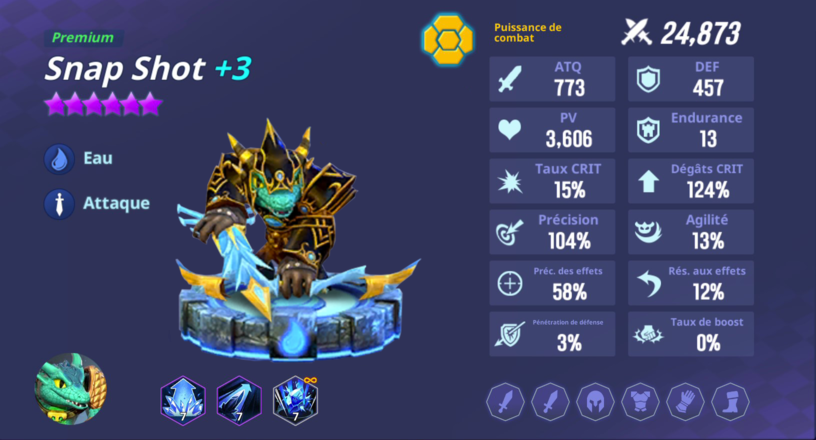 Premium
Snap Shot +3
Eau
Attaque
7
7
7
∞
Puissance de
combat
24,873
ATQ
773
DEF
457
PV
3,606
Endurance
13
Taux CRIT
15%
Dégâts CRIT
124%
Précision
104%
Agilité
13%
Préc. des effets
58%
Rés. aux effets
12%
Pénétration de défense
3%
Taux de boost
0%